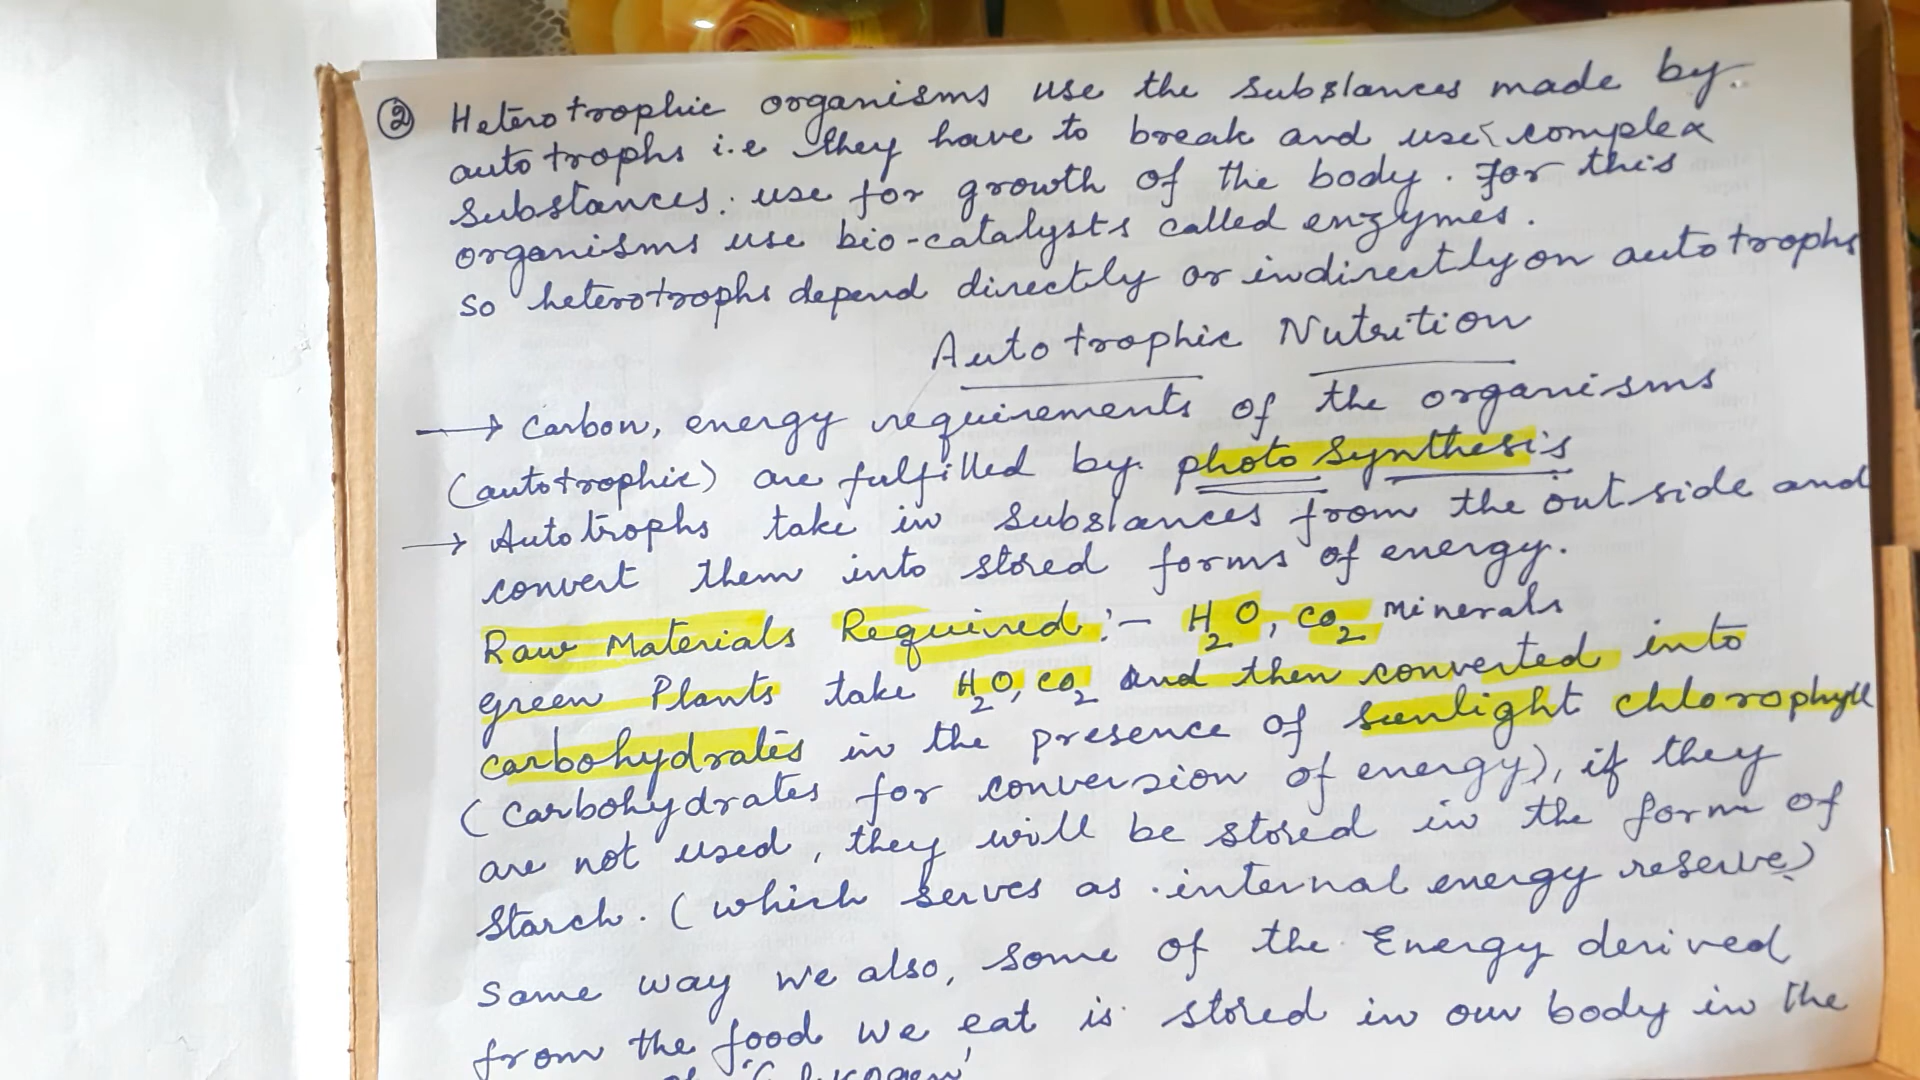 ② Heterotrophic organisms use the substances made by
autotrophs i.e they have to break and use complex
substances. use for growth of the body. For this
organisms use bio-catalysts called enzymes.
so heterotrophs depend directly or indirectly on autotrophs
Autotrophic Nutrition
→ Carbon, energy requirements of the organisms
(autotrophic) are fulfilled by photosynthesis
→ Autotrophs take in substances from the outside and
convert them into stored forms of energy.
Raw Materials Required :- H2O, CO2 Minerals
green Plants take H2O, CO2 and then converted into
carbohydrates in the presence of sunlight chlorophyll
(Carbohydrates for conversion of energy), if they
are not used, they will be stored in the form of
starch. (which serves as internal energy reserve)
Same way we also, some of the Energy derived
from the food we eat is stored in our body in the
'Glycogen'